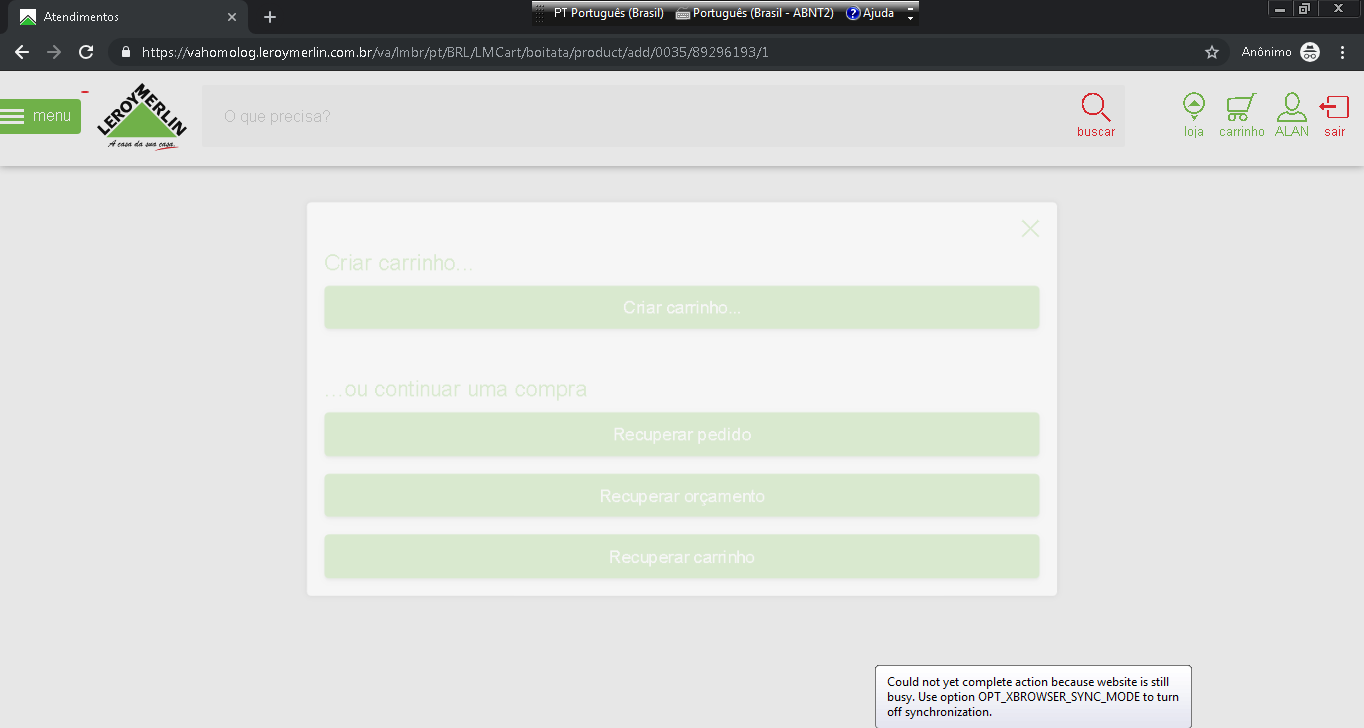 Atendimentos
PT Português (Brasil) Português (Brasil - ABNT2) Ajuda
https://vahomolog.leroymerlin.com.br/va/lmbr/pt/BRL/LMCart/boitata/product/add/0035/89296193/1
Anônimo
menu
LEROY MERLIN
A casa da sua casa
O que precisa?
buscar
loja
carrinho
ALAN
sair
Criar carrinho...
Criar carrinho...
...ou continuar uma compra
Recuperar pedido
Recuperar orçamento
Recuperar carrinho
Could not yet complete action because website is still
busy. Use option OPT_XBROWSER_SYNC_MODE to turn
off synchronization.